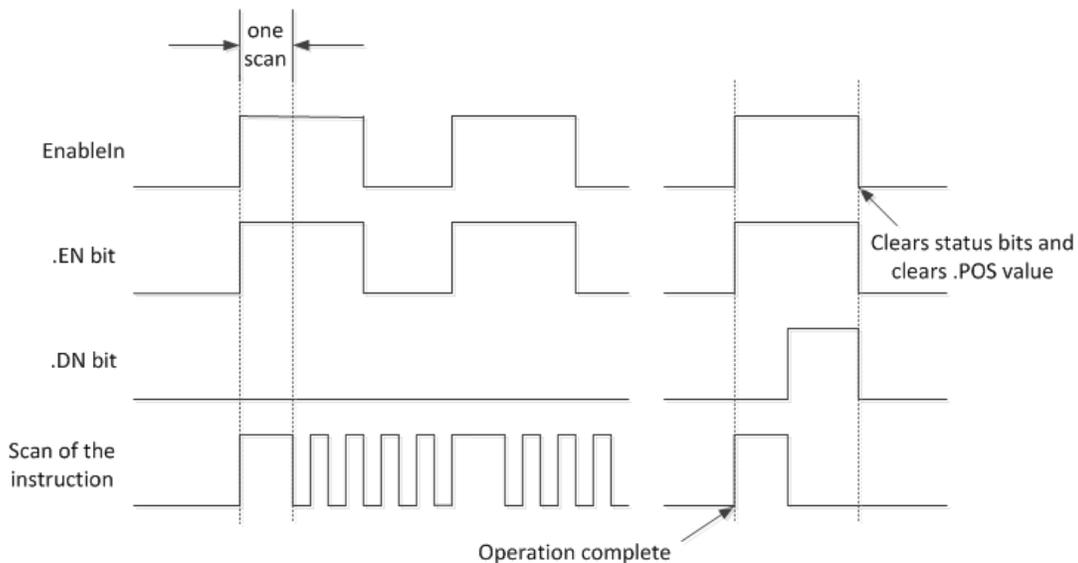 one
scan
EnableIn
.EN bit
Clears status bits and
clears .POS value
.DN bit
Scan of the
instruction
Operation complete